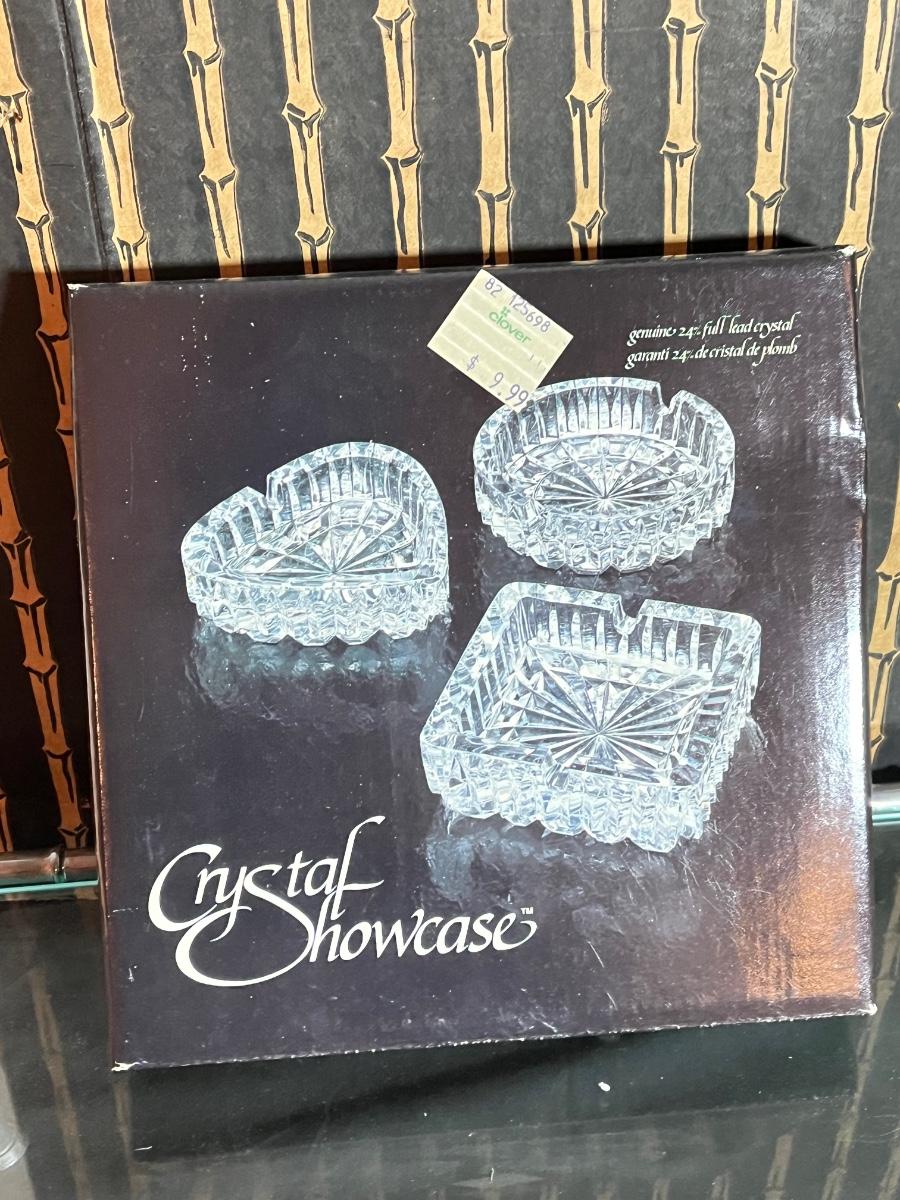 82 125698
clover
$ 9.99
genuine 24% full lead crystal
garanti 24% de cristal de plomb
Crystal
Showcase™